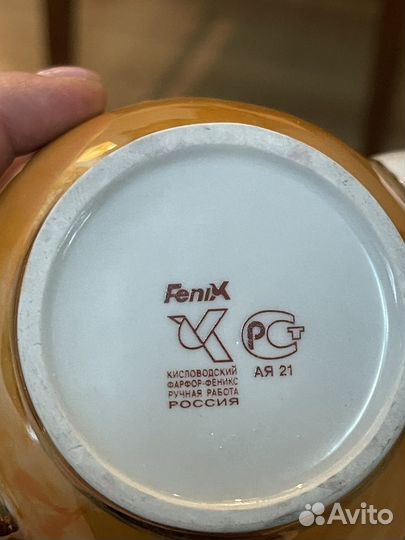 Fenix
КИСЛОВОДСКИЙ
ФАРФОР-ФЕНИКС
РУЧНАЯ РАБОТА
РОССИЯ
РСТ
АЯ 21
Avito